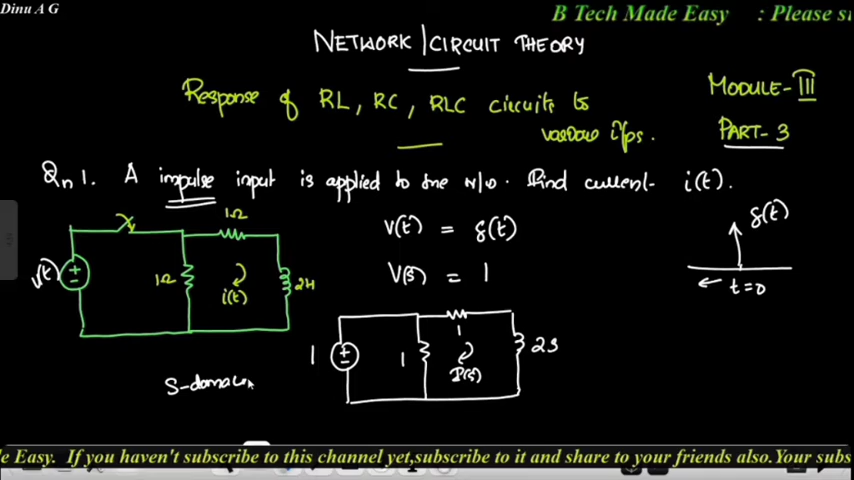 Dinu A G
B Tech Made Easy : Please su
NETWORK | CIRCUIT THEORY
Response of RL, RC, RLC circuits to
various i/ps.
MODULE-III
PART-3
Qn 1. A impulse input is applied to the N/W. Find current i(t).
1Ω
V(t)
1Ω
i(t)
2H
V(t) = δ(t)
V(s) = 1
δ(t)
t=0
1
1
1
I(s)
2s
S-domain
e Easy. If you haven't subscribe to this channel yet,subscribe to it and share to your friends also.Your subs